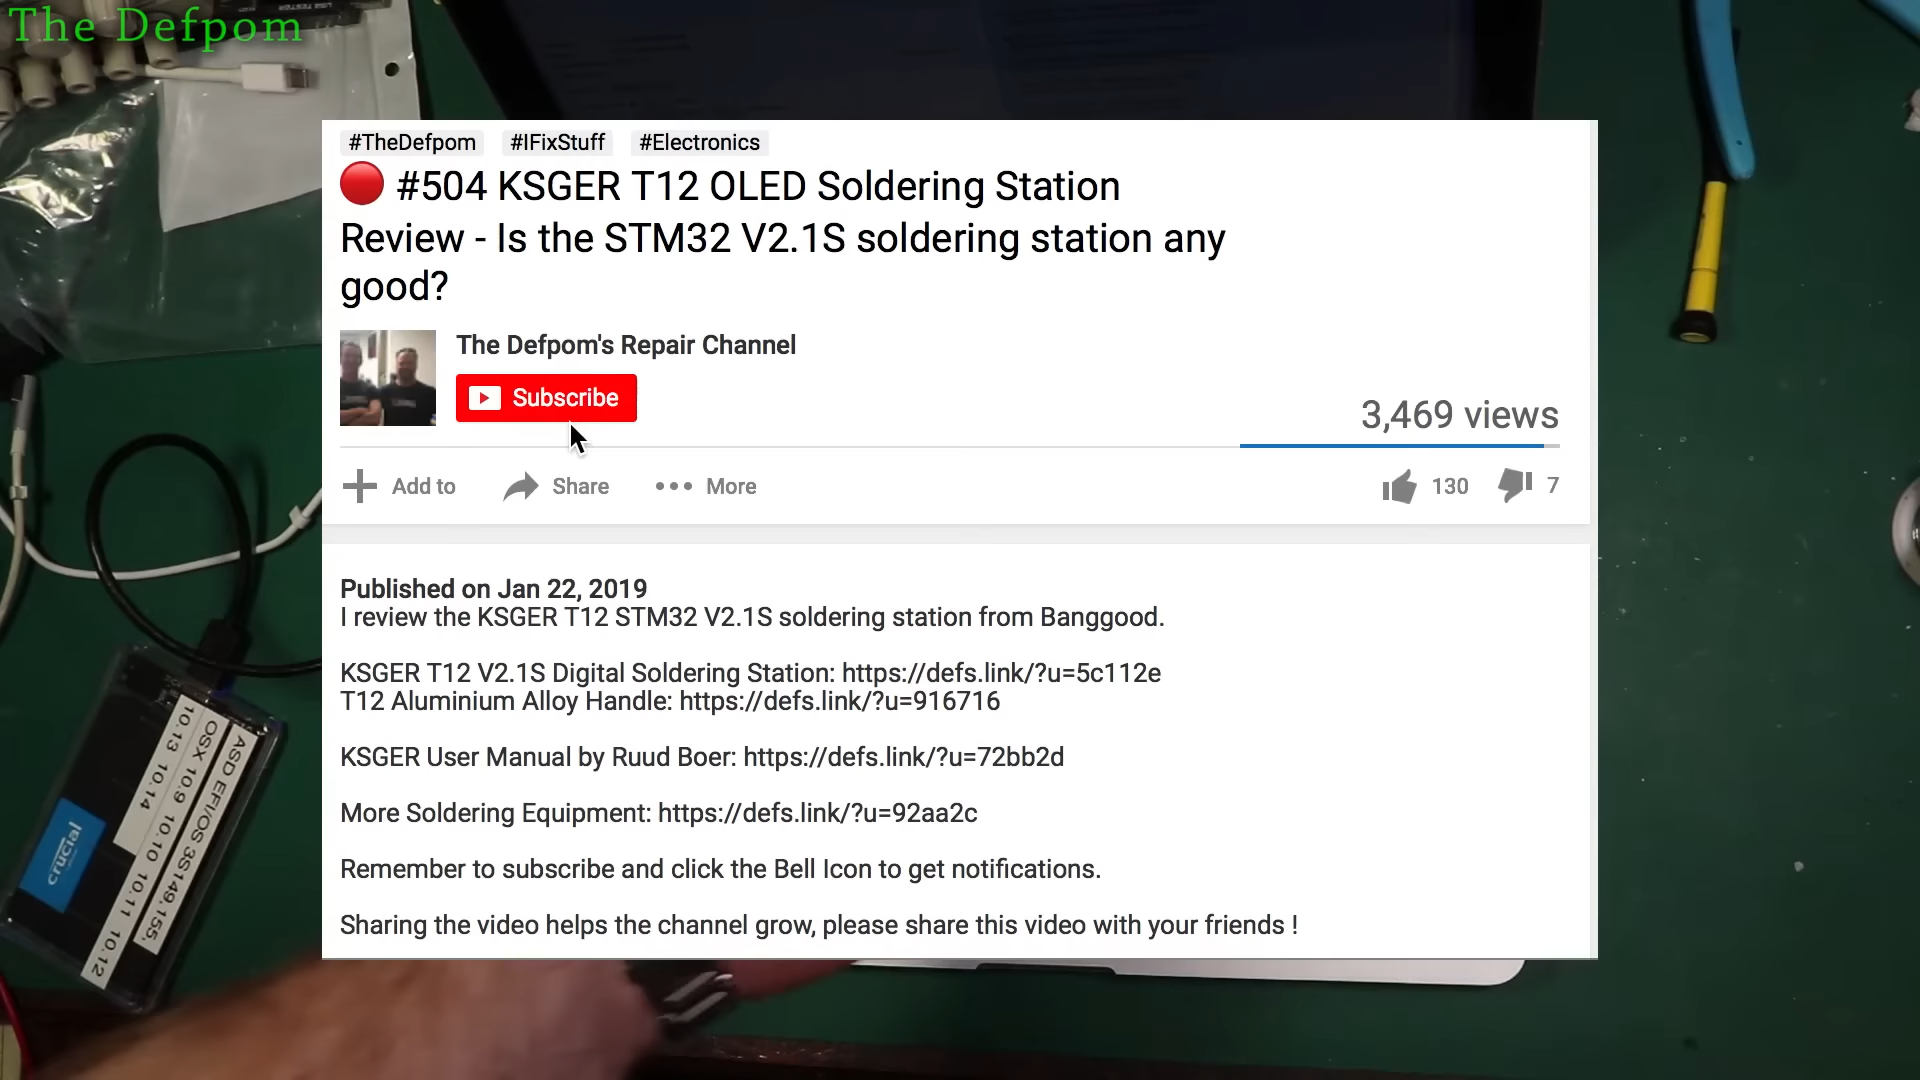 The Defpom
#TheDefpom #IFixStuff #Electronics
#504 KSGER T12 OLED Soldering Station
Review - Is the STM32 V2.1S soldering station any
good?
The Defpom's Repair Channel
Subscribe
3,469 views
Add to Share More 130 7
Published on Jan 22, 2019
I review the KSGER T12 STM32 V2.1S soldering station from Banggood.
KSGER T12 V2.1S Digital Soldering Station: https://defs.link/?u=5c112e
T12 Aluminium Alloy Handle: https://defs.link/?u=916716
KSGER User Manual by Ruud Boer: https://defs.link/?u=72bb2d
More Soldering Equipment: https://defs.link/?u=92aa2c
Remember to subscribe and click the Bell Icon to get notifications.
Sharing the video helps the channel grow, please share this video with your friends !
ASD EFI/OS 3S149,155,
OSX 10.9 10.10 10.11 10.12
10.13 10.14
crucial